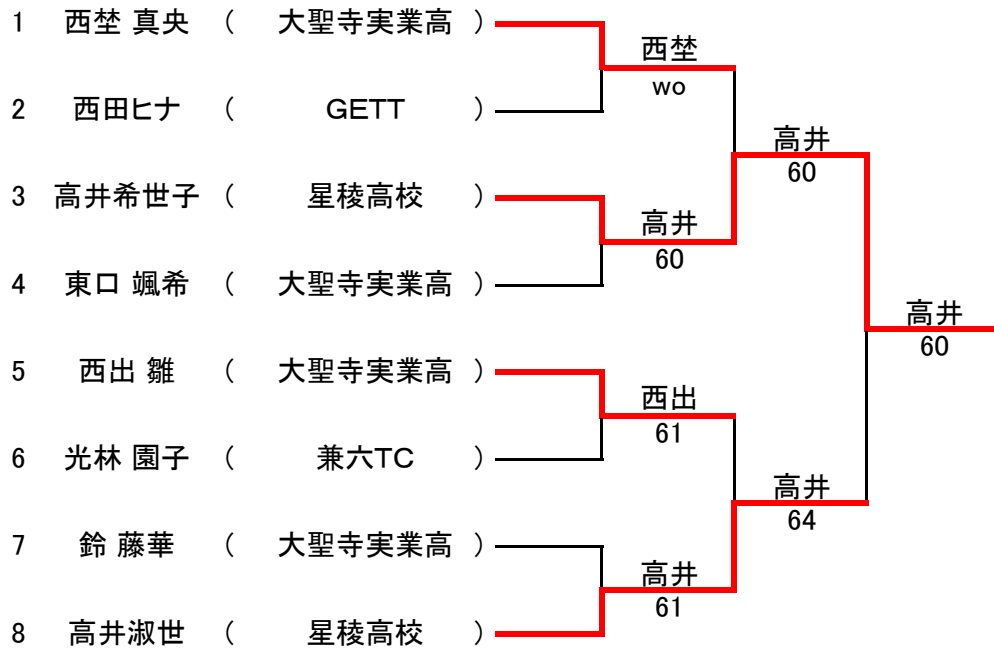 1 西埜 真央 ( 大聖寺実業高 )
西埜
wo
2 西田ヒナ ( GETT )
高井
60
3 高井希世子 ( 星稜高校 )
高井
60
4 東口 颯希 ( 大聖寺実業高 )
高井
60
5 西出 雛 ( 大聖寺実業高 )
西出
61
6 光林 園子 ( 兼六TC )
高井
64
7 鈴 藤華 ( 大聖寺実業高 )
高井
61
8 高井淑世 ( 星稜高校 )